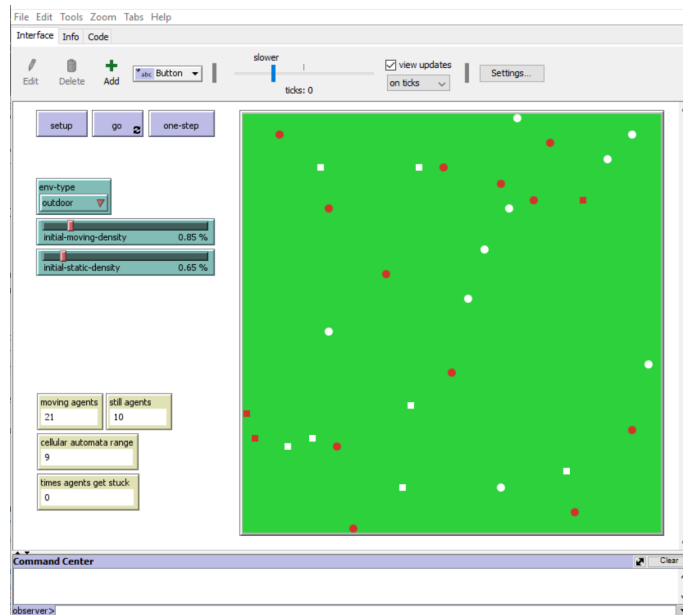 File Edit Tools Zoom Tabs Help
Interface Info Code
Edit Delete Add abc Button slower ticks: 0 view updates on ticks Settings...
setup go one-step
env-type
outdoor
initial-moving-density 0.85 %
initial-static-density 0.65 %
moving agents still agents
21 10
cellular automata range
9
times agents get stuck
0
Command Center Clear
observer>